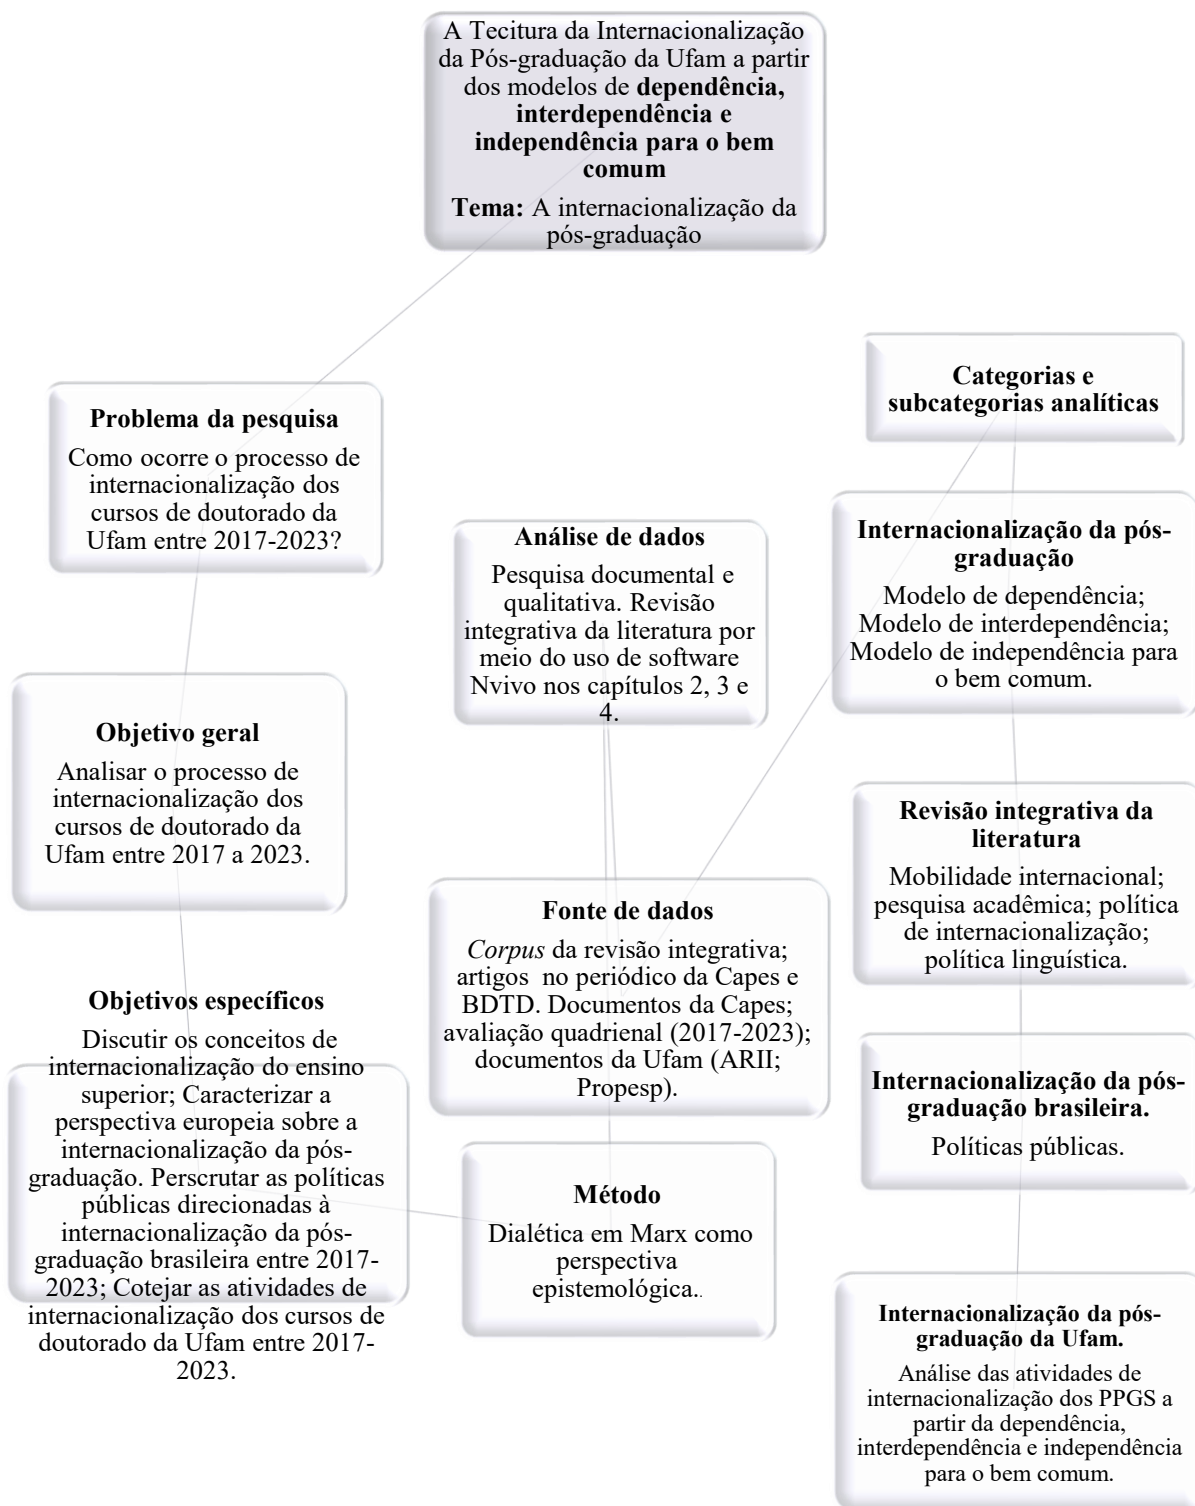 A Tecitura da Internacionalização
da Pós-graduação da Ufam a partir
dos modelos de dependência,
interdependência e
independência para o bem
comum
Tema: A internacionalização da
pós-graduação
Problema da pesquisa
Como ocorre o processo de
internacionalização dos
cursos de doutorado da
Ufam entre 2017-2023?
Objetivo geral
Analisar o processo de
internacionalização dos
cursos de doutorado da
Ufam entre 2017 a 2023.
Objetivos específicos
Discutir os conceitos de
internacionalização do ensino
superior; Caracterizar a
perspectiva europeia sobre a
internacionalização da pós-
graduação. Perscrutar as políticas
públicas direcionadas à
internacionalização da pós-
graduação brasileira entre 2017-
2023; Cotejar as atividades de
internacionalização dos cursos de
doutorado da Ufam entre 2017-
2023.
Análise de dados
Pesquisa documental e
qualitativa. Revisão
integrativa da literatura por
meio do uso de software
Nvivo nos capítulos 2, 3 e
4.
Fonte de dados
Corpus da revisão integrativa;
artigos no periódico da Capes e
BDTD. Documentos da Capes;
avaliação quadrienal (2017-2023);
documentos da Ufam (ARII;
Propesp).
Método
Dialética em Marx como
perspectiva
epistemológica..
Categorias e
subcategorias analíticas
Internacionalização da pós-
graduação
Modelo de dependência;
Modelo de interdependência;
Modelo de independência para
o bem comum.
Revisão integrativa da
literatura
Mobilidade internacional;
pesquisa acadêmica; política
de internacionalização;
política linguística.
Internacionalização da pós-
graduação brasileira.
Políticas públicas.
Internacionalização da pós-
graduação da Ufam.
Análise das atividades de
internacionalização dos PPGS a
partir da dependência,
interdependência e independência
para o bem comum.